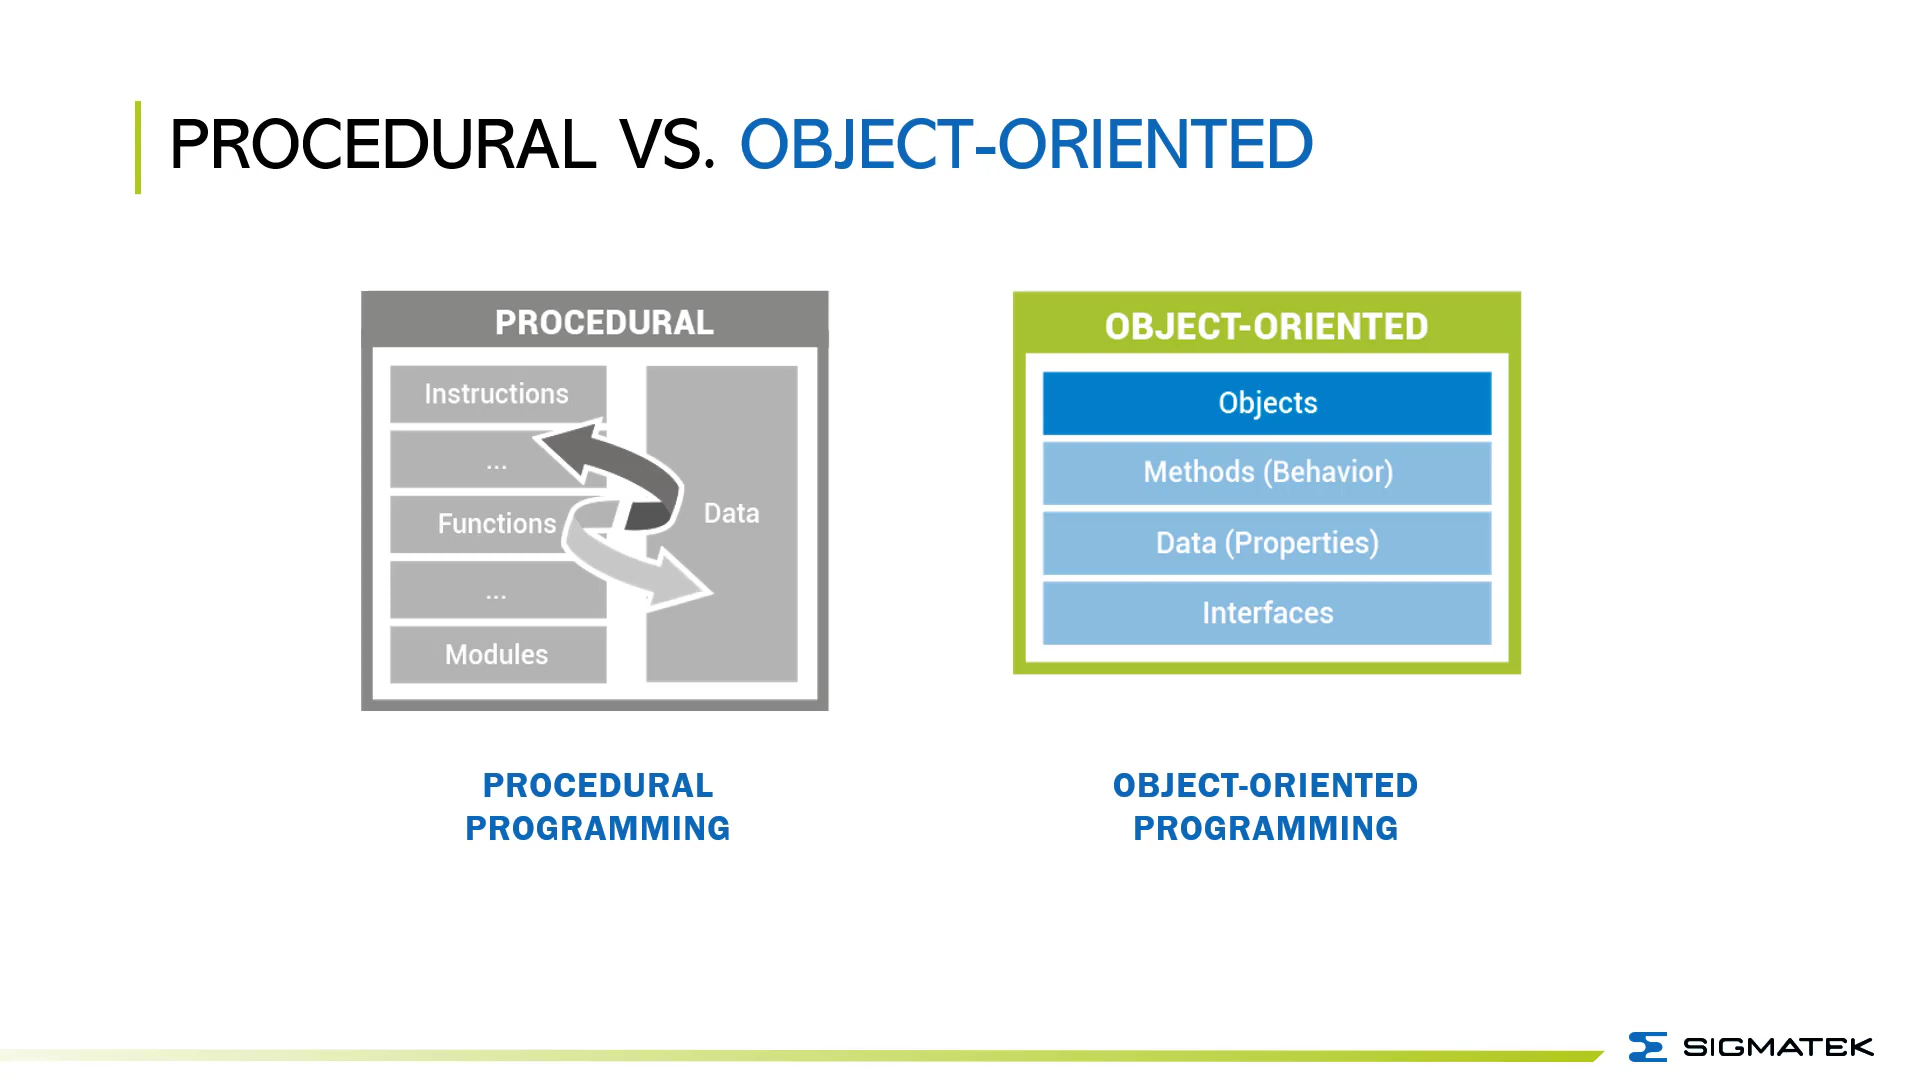 PROCEDURAL VS. OBJECT-ORIENTED
PROCEDURAL
Instructions
...
Functions
...
Modules
Data
OBJECT-ORIENTED
Objects
Methods (Behavior)
Data (Properties)
Interfaces
PROCEDURAL
PROGRAMMING
OBJECT-ORIENTED
PROGRAMMING
SIGMATEK